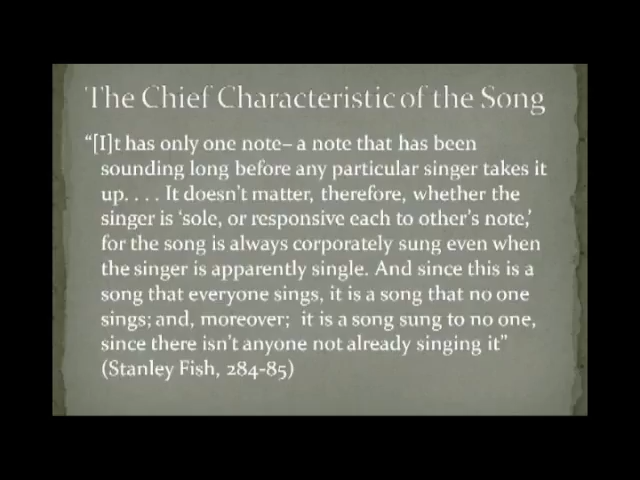 The Chief Characteristic of the Song
“[I]t has only one note– a note that has been
sounding long before any particular singer takes it
up. . . . It doesn’t matter, therefore, whether the
singer is ‘sole, or responsive each to other’s note,’
for the song is always corporately sung even when
the singer is apparently single. And since this is a
song that everyone sings, it is a song that no one
sings; and, moreover; it is a song sung to no one,
since there isn’t anyone not already singing it”
(Stanley Fish, 284-85)